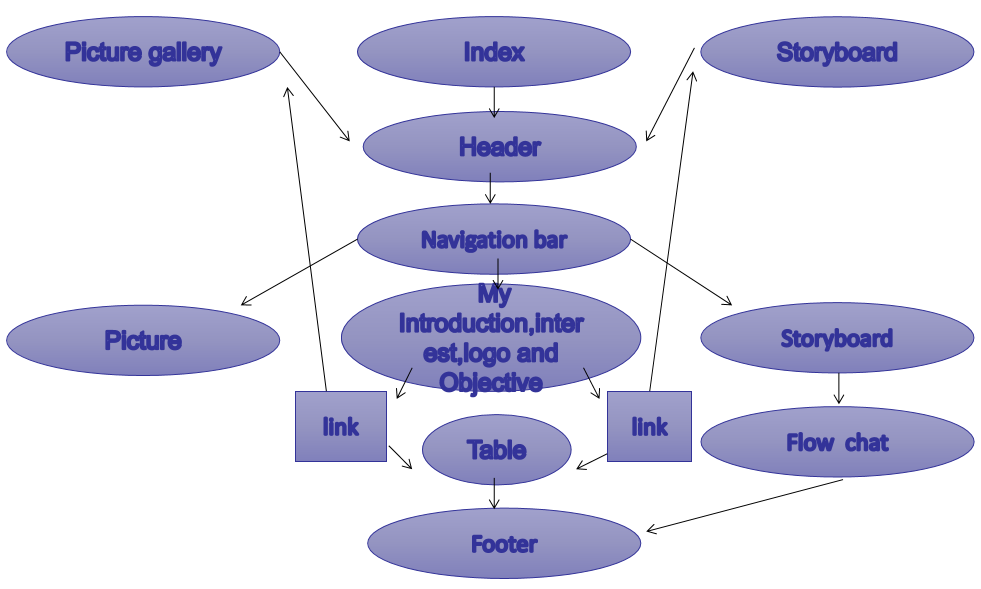 Picture gallery
Index
Storyboard
Header
Navigation bar
My
Introduction,inter
est,logo and
Objective
Picture
Storyboard
link
link
Table
Flow  chat
Footer